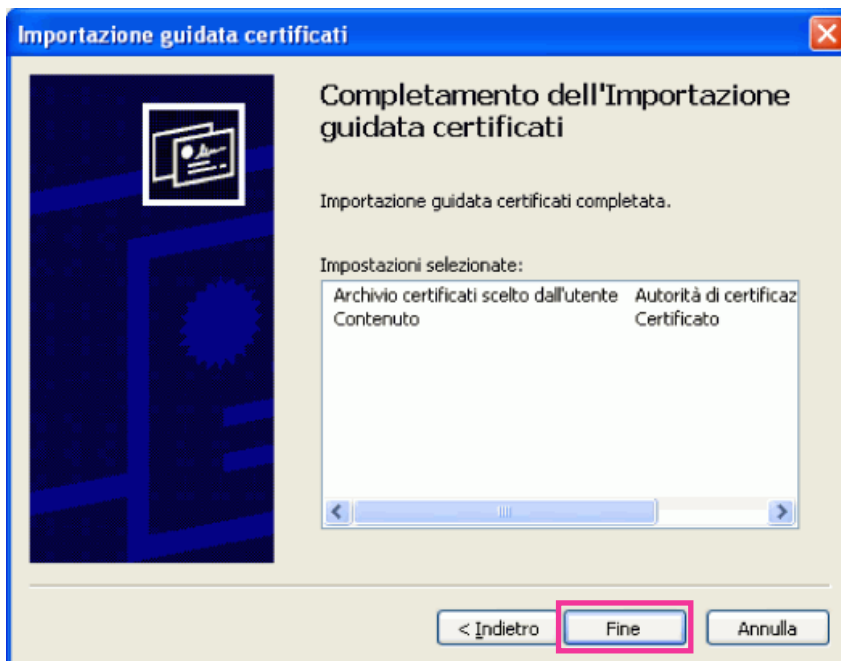 Importazione guidata certificati
Completamento dell'Importazione
guidata certificati
Importazione guidata certificati completata.
Impostazioni selezionate:
Archivio certificati scelto dall'utente Autorità di certificaz
Contenuto Certificato
< Indietro Fine Annulla